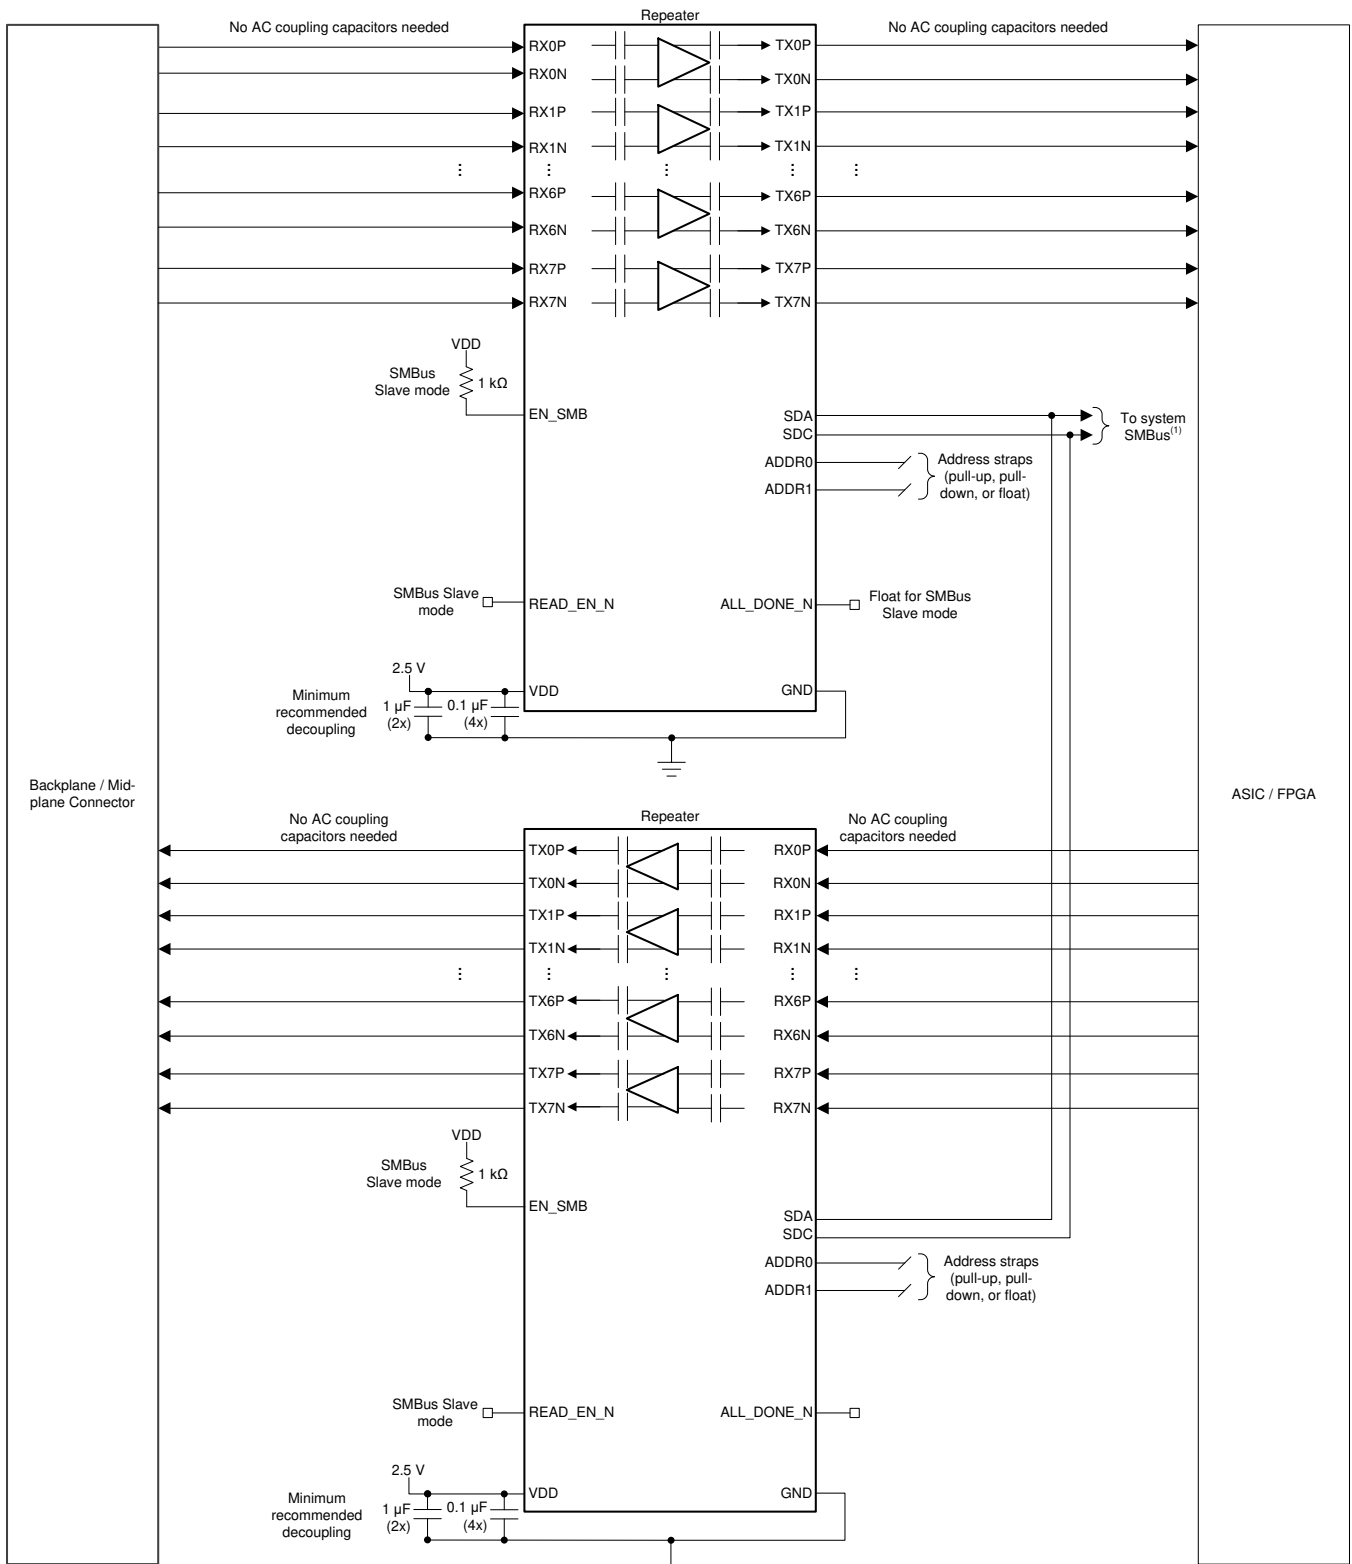 Repeater
No AC coupling capacitors needed
No AC coupling capacitors needed
RX0P
TX0P
RX0N
TX0N
RX1P
TX1P
RX1N
TX1N
...
...
...
...
...
RX6P
TX6P
RX6N
TX6N
RX7P
TX7P
RX7N
TX7N
VDD
SMBus
Slave mode
1 kΩ
EN_SMB
SDA
SDC
To system
SMBus(1)
ADDR0
ADDR1
Address straps
(pull-up, pull-
down, or float)
SMBus Slave
mode
READ_EN_N
ALL_DONE_N
Float for SMBus
Slave mode
2.5 V
VDD
GND
Minimum
recommended
decoupling
1 µF
(2x)
0.1 µF
(4x)
Backplane / Mid-
plane Connector
ASIC / FPGA
Repeater
No AC coupling
capacitors needed
No AC coupling
capacitors needed
TX0P
RX0P
TX0N
RX0N
TX1P
RX1P
TX1N
RX1N
...
...
...
...
...
TX6P
RX6P
TX6N
RX6N
TX7P
RX7P
TX7N
RX7N
VDD
SMBus
Slave mode
1 kΩ
EN_SMB
SDA
SDC
ADDR0
ADDR1
Address straps
(pull-up, pull-
down, or float)
SMBus Slave
mode
READ_EN_N
ALL_DONE_N
2.5 V
VDD
GND
Minimum
recommended
decoupling
1 µF
(2x)
0.1 µF
(4x)